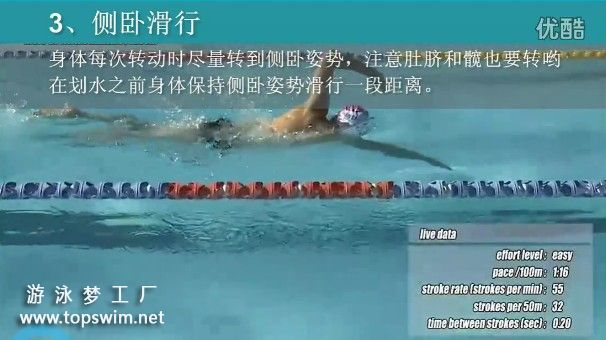 3、侧卧滑行
优酷
身体每次转动时尽量转到侧卧姿势，注意肚脐和髋也要转哟
在划水之前身体保持侧卧姿势滑行一段距离。
live data
effort level : easy
pace /100m : 1:16
stroke rate (strokes per min) : 55
strokes per 50m : 32
time between strokes (sec) : 0.20
游泳梦工厂
www.topswim.net